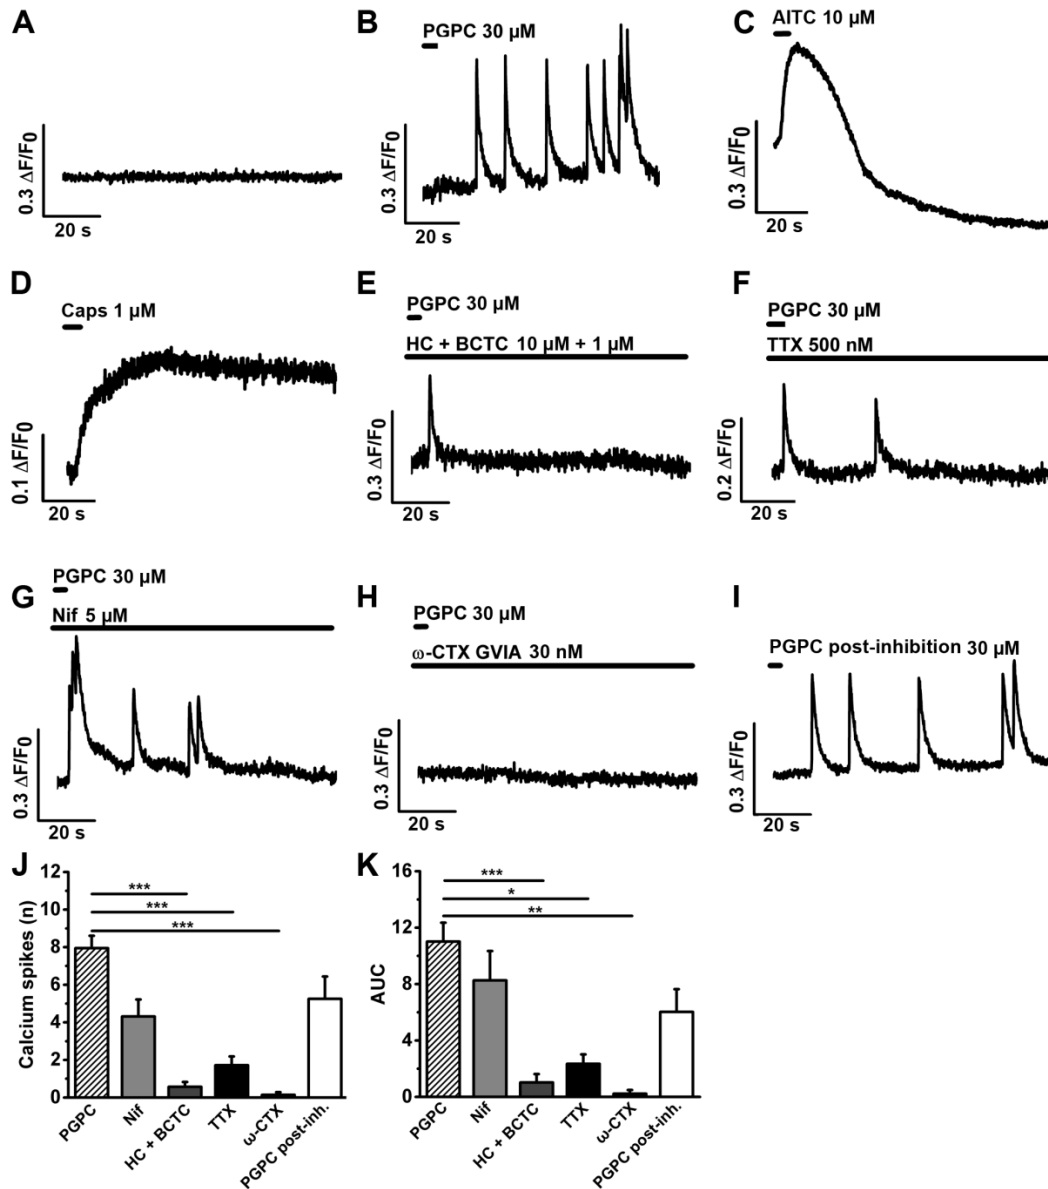 A
0.3 ΔF/F0
20 s
B
PGPC 30 µM
0.3 ΔF/F0
20 s
C
AITC 10 µM
0.3 ΔF/F0
20 s
D
Caps 1 µM
0.1 ΔF/F0
20 s
E
PGPC 30 µM
HC + BCTC 10 µM + 1 µM
0.3 ΔF/F0
20 s
F
PGPC 30 µM
TTX 500 nM
0.2 ΔF/F0
20 s
G
PGPC 30 µM
Nif 5 µM
0.3 ΔF/F0
20 s
H
PGPC 30 µM
ω-CTX GVIA 30 nM
0.3 ΔF/F0
20 s
I
PGPC post-inhibition 30 µM
0.3 ΔF/F0
20 s
J
Calcium spikes (n)
12
10
8
6
4
2
0
***
***
***
PGPC
Nif
HC + BCTC
TTX
ω-CTX
PGPC post-inh.
K
AUC
16
12
8
4
0
***
*
**
PGPC
Nif
HC + BCTC
TTX
ω-CTX
PGPC post-inh.